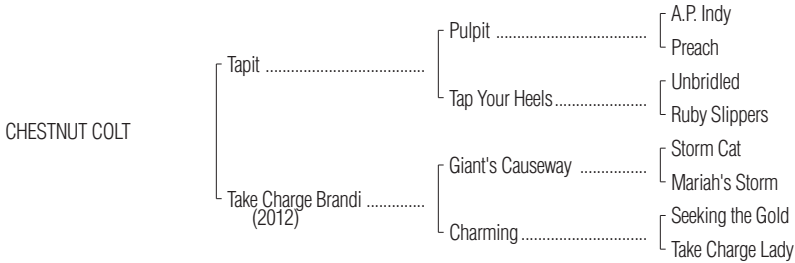 A.P. Indy
Pulpit ....................................
Preach
Tapit ......................................
Unbridled
Tap Your Heels......................
Ruby Slippers
CHESTNUT COLT
Storm Cat
Giant's Causeway ................
Mariah's Storm
Take Charge Brandi ..............
(2012)
Seeking the Gold
Charming..............................
Take Charge Lady